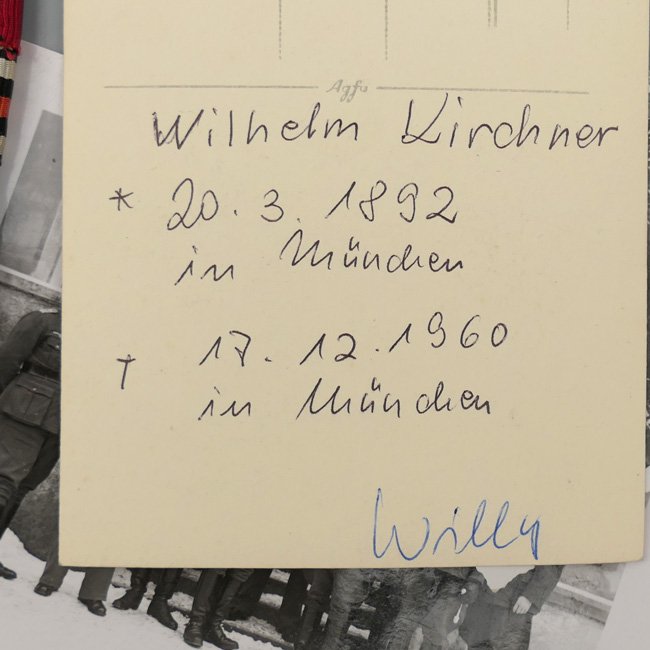 Agfa
Wilhelm Kirchner
* 20. 3. 1892
in München
† 17. 12. 1960
in München
Willy